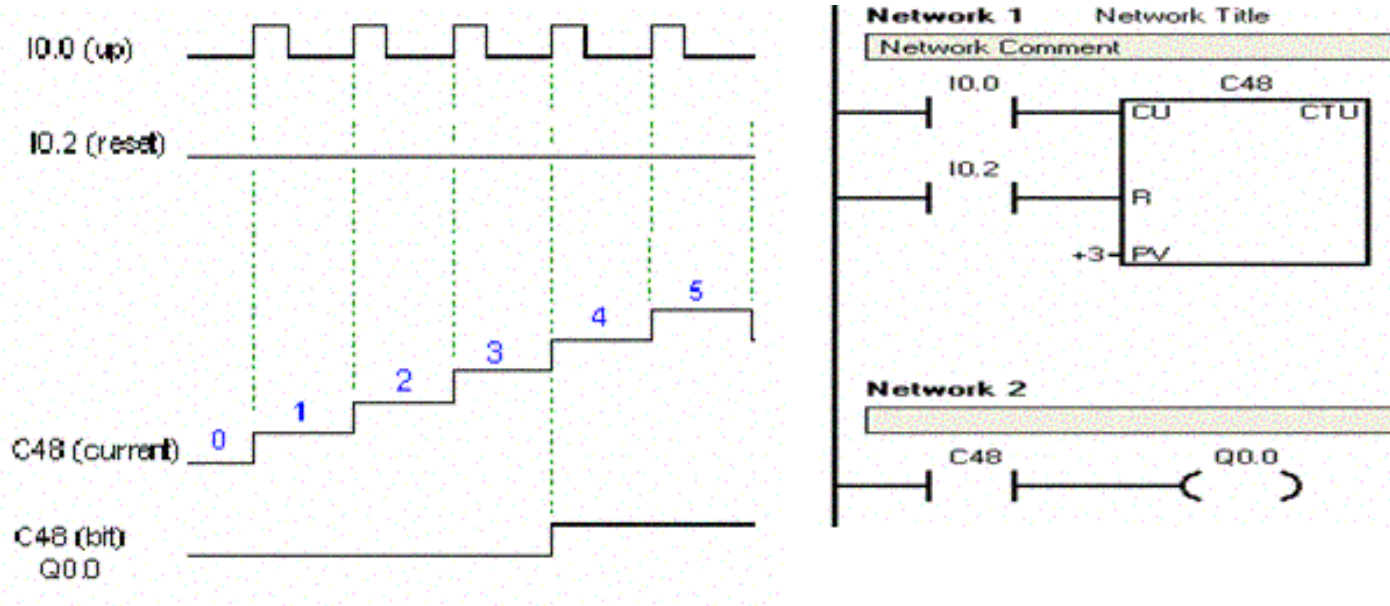 I0.0 (up)
I0.2 (reset)
0
1
2
3
4
5
C48 (current)
C48 (bit)
Q0.0
Network 1 Network Title
Network Comment
I0.0 C48
CU CTU
I0.2
R
+3 PV
Network 2
C48 Q0.0